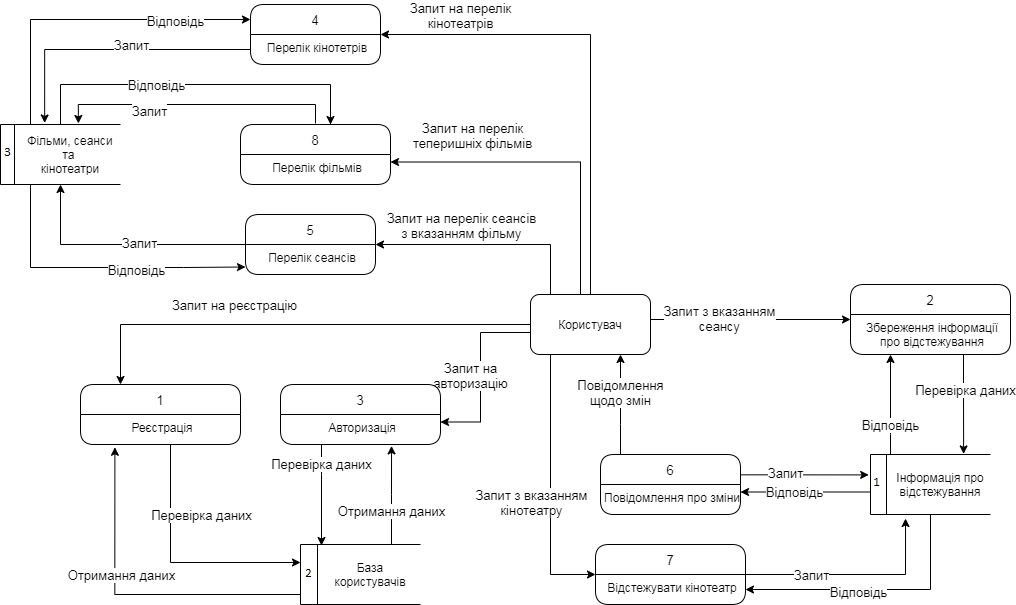 4
Перелік кінотетрів
Відповідь
Запит
Запит на перелік
кінотеатрів
Відповідь
Запит
8
Перелік фільмів
Запит на перелік
теперишніх фільмів
3
Фільми, сеанси
та
кінотеатри
5
Перелік сеансів
Запит на перелік сеансів
з вказанням фільму
Запит
Відповідь
Запит на реєстрацію
Користувач
Запит з вказанням
сеансу
2
Збереження інформації
про відстежування
Запит на
авторизацію
Повідомлення
щодо змін
Перевірка даних
1
Реєстрація
3
Авторизація
Відповідь
Перевірка даних
6
Повідомлення про зміни
Запит
Відповідь
1
Інформація про
відстежування
Перевірка даних
Отримання даних
Запит з вказанням
кінотеатру
Отримання даних
2
База
користувачів
7
Відстежувати кінотеатр
Запит
Відповідь